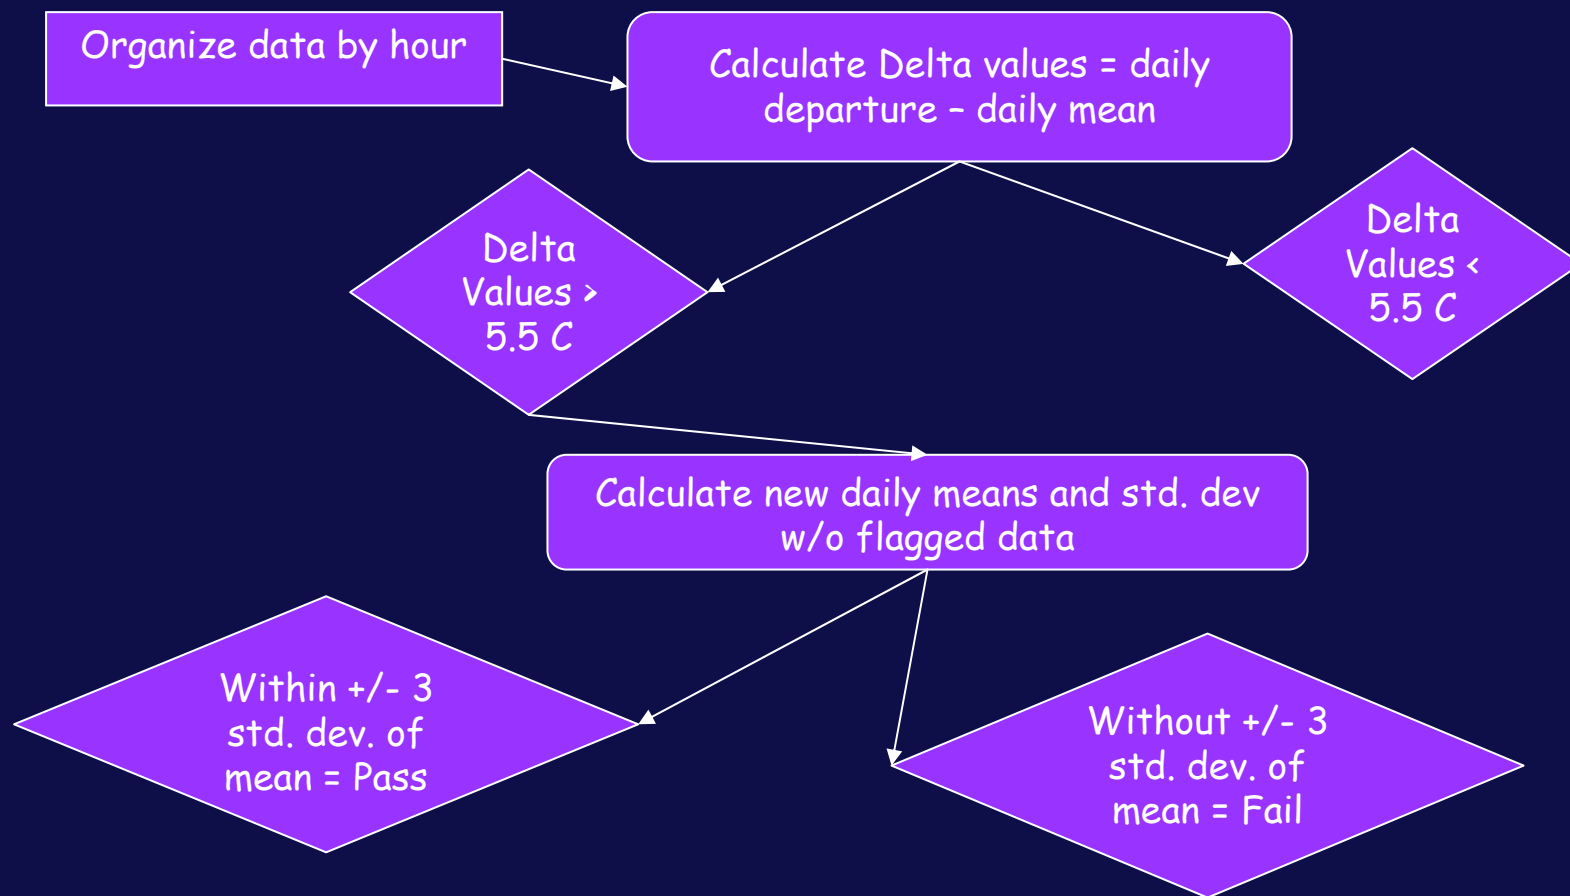 Organize data by hour
Calculate Delta values = daily
departure – daily mean
Delta
Values >
5.5 C
Delta
Values <
5.5 C
Calculate new daily means and std. dev
w/o flagged data
Within +/- 3
std. dev. of
mean = Pass
Without +/- 3
std. dev. of
mean = Fail